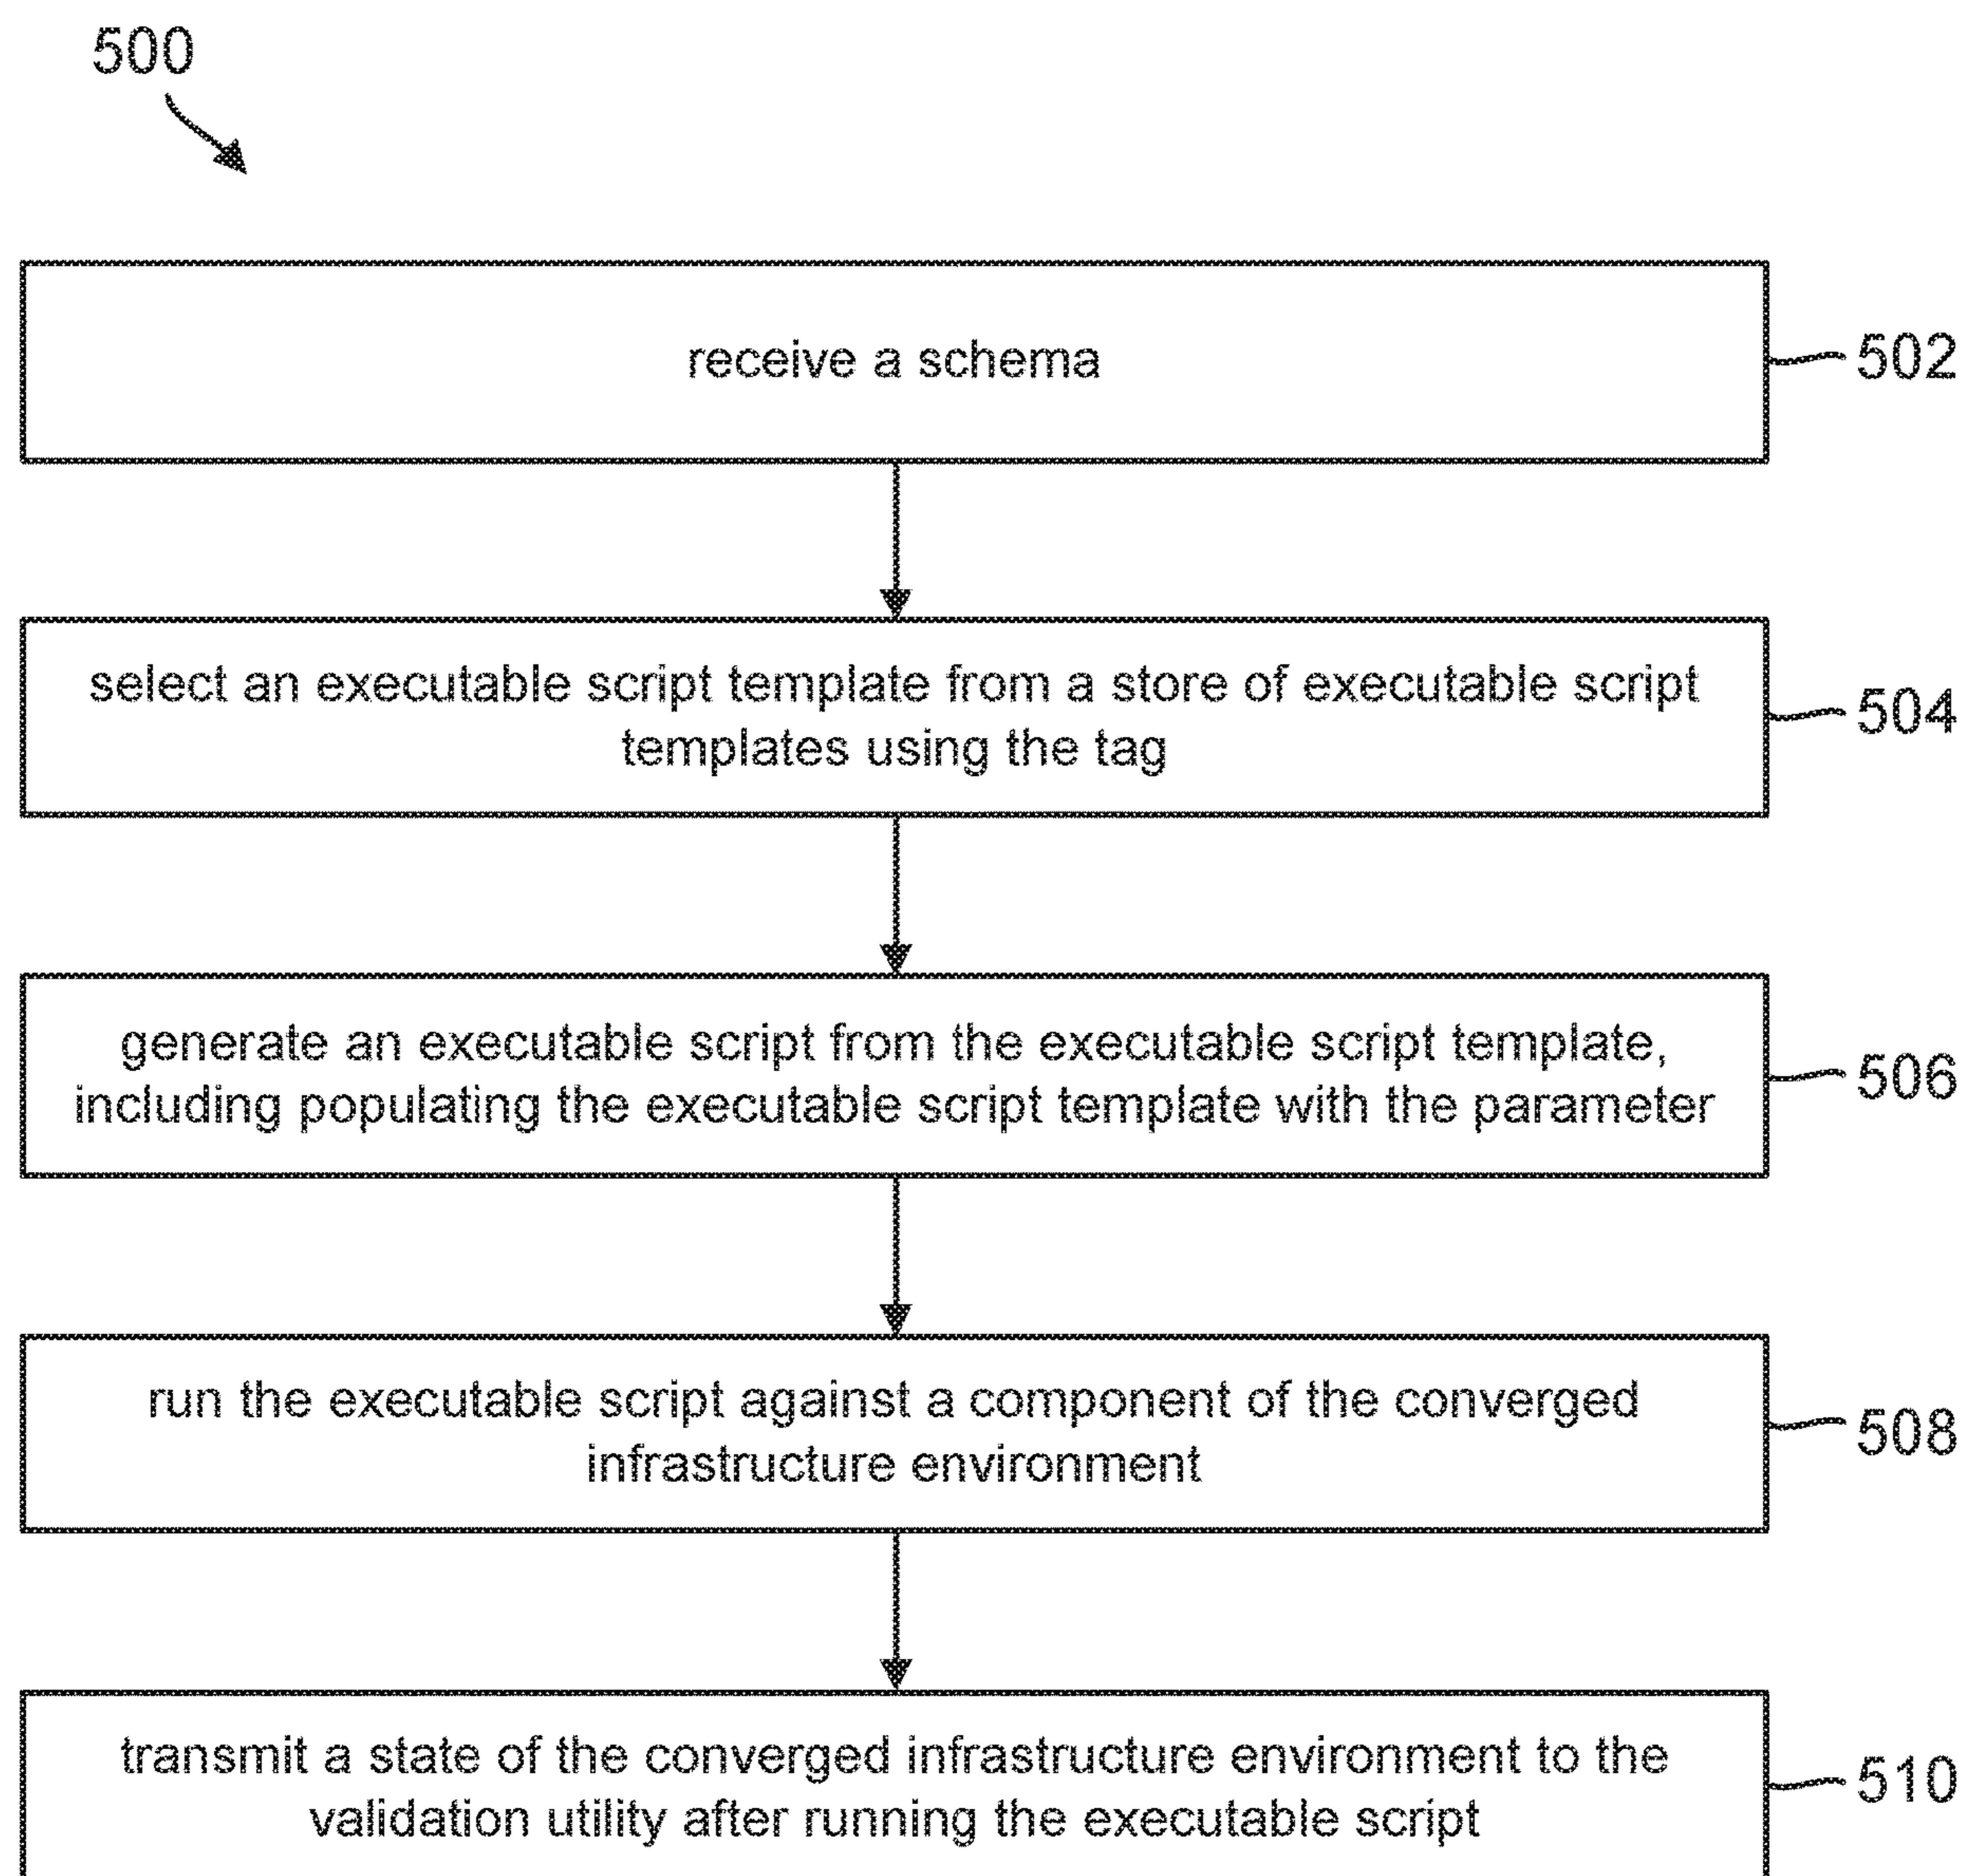 500
receive a schema
502
select an executable script template from a store of executable script
templates using the tag
504
generate an executable script from the executable script template,
including populating the executable script template with the parameter
506
run the executable script against a component of the converged
infrastructure environment
508
transmit a state of the converged infrastructure environment to the
validation utility after running the executable script
510